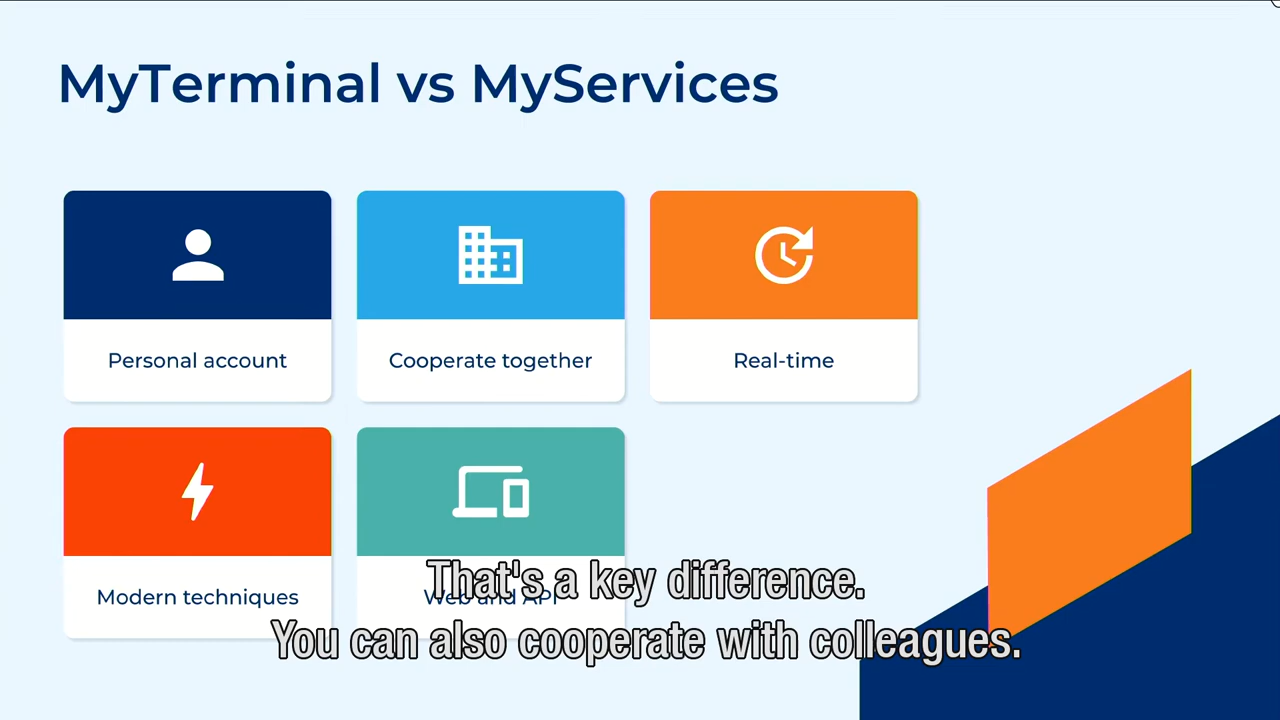 MyTerminal vs MyServices
Personal account
Cooperate together
Real-time
Modern techniques
Web and API
That's a key difference.
You can also cooperate with colleagues.